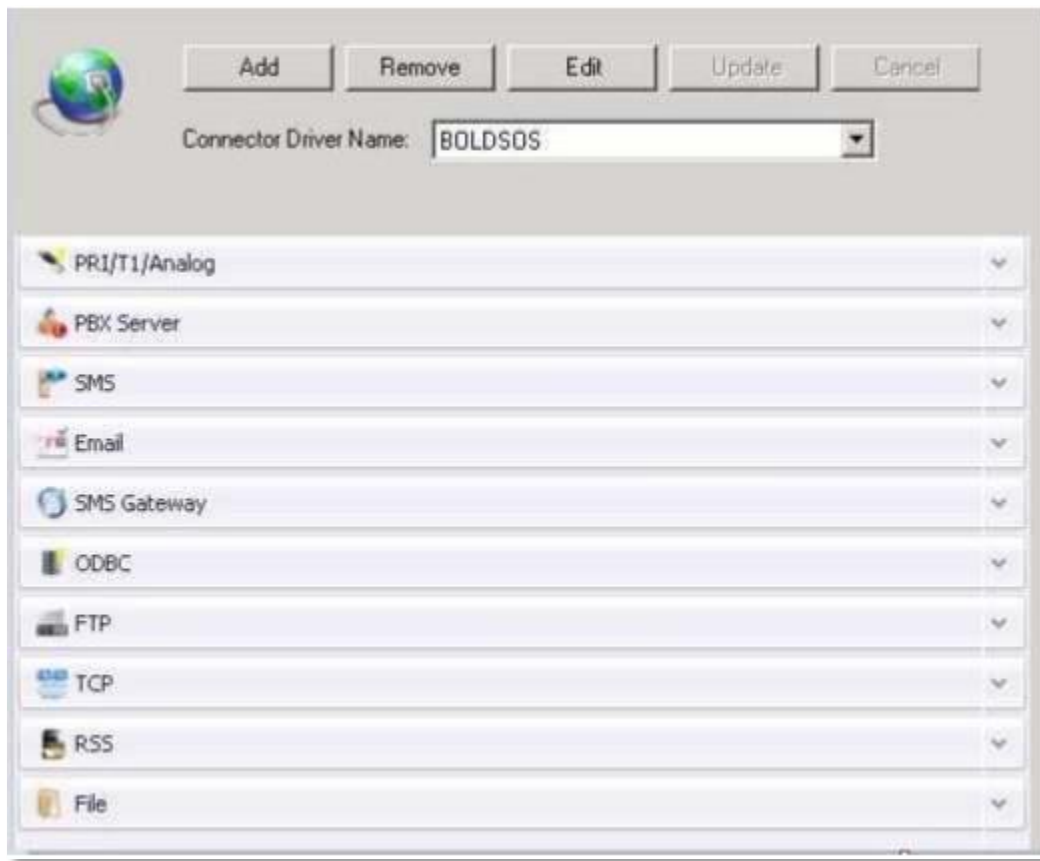 Add Remove Edit Update Cancel
Connector Driver Name: BOLDSOS
PRI/T1/Analog
PBX Server
SMS
Email
SMS Gateway
ODBC
FTP
TCP
RSS
File